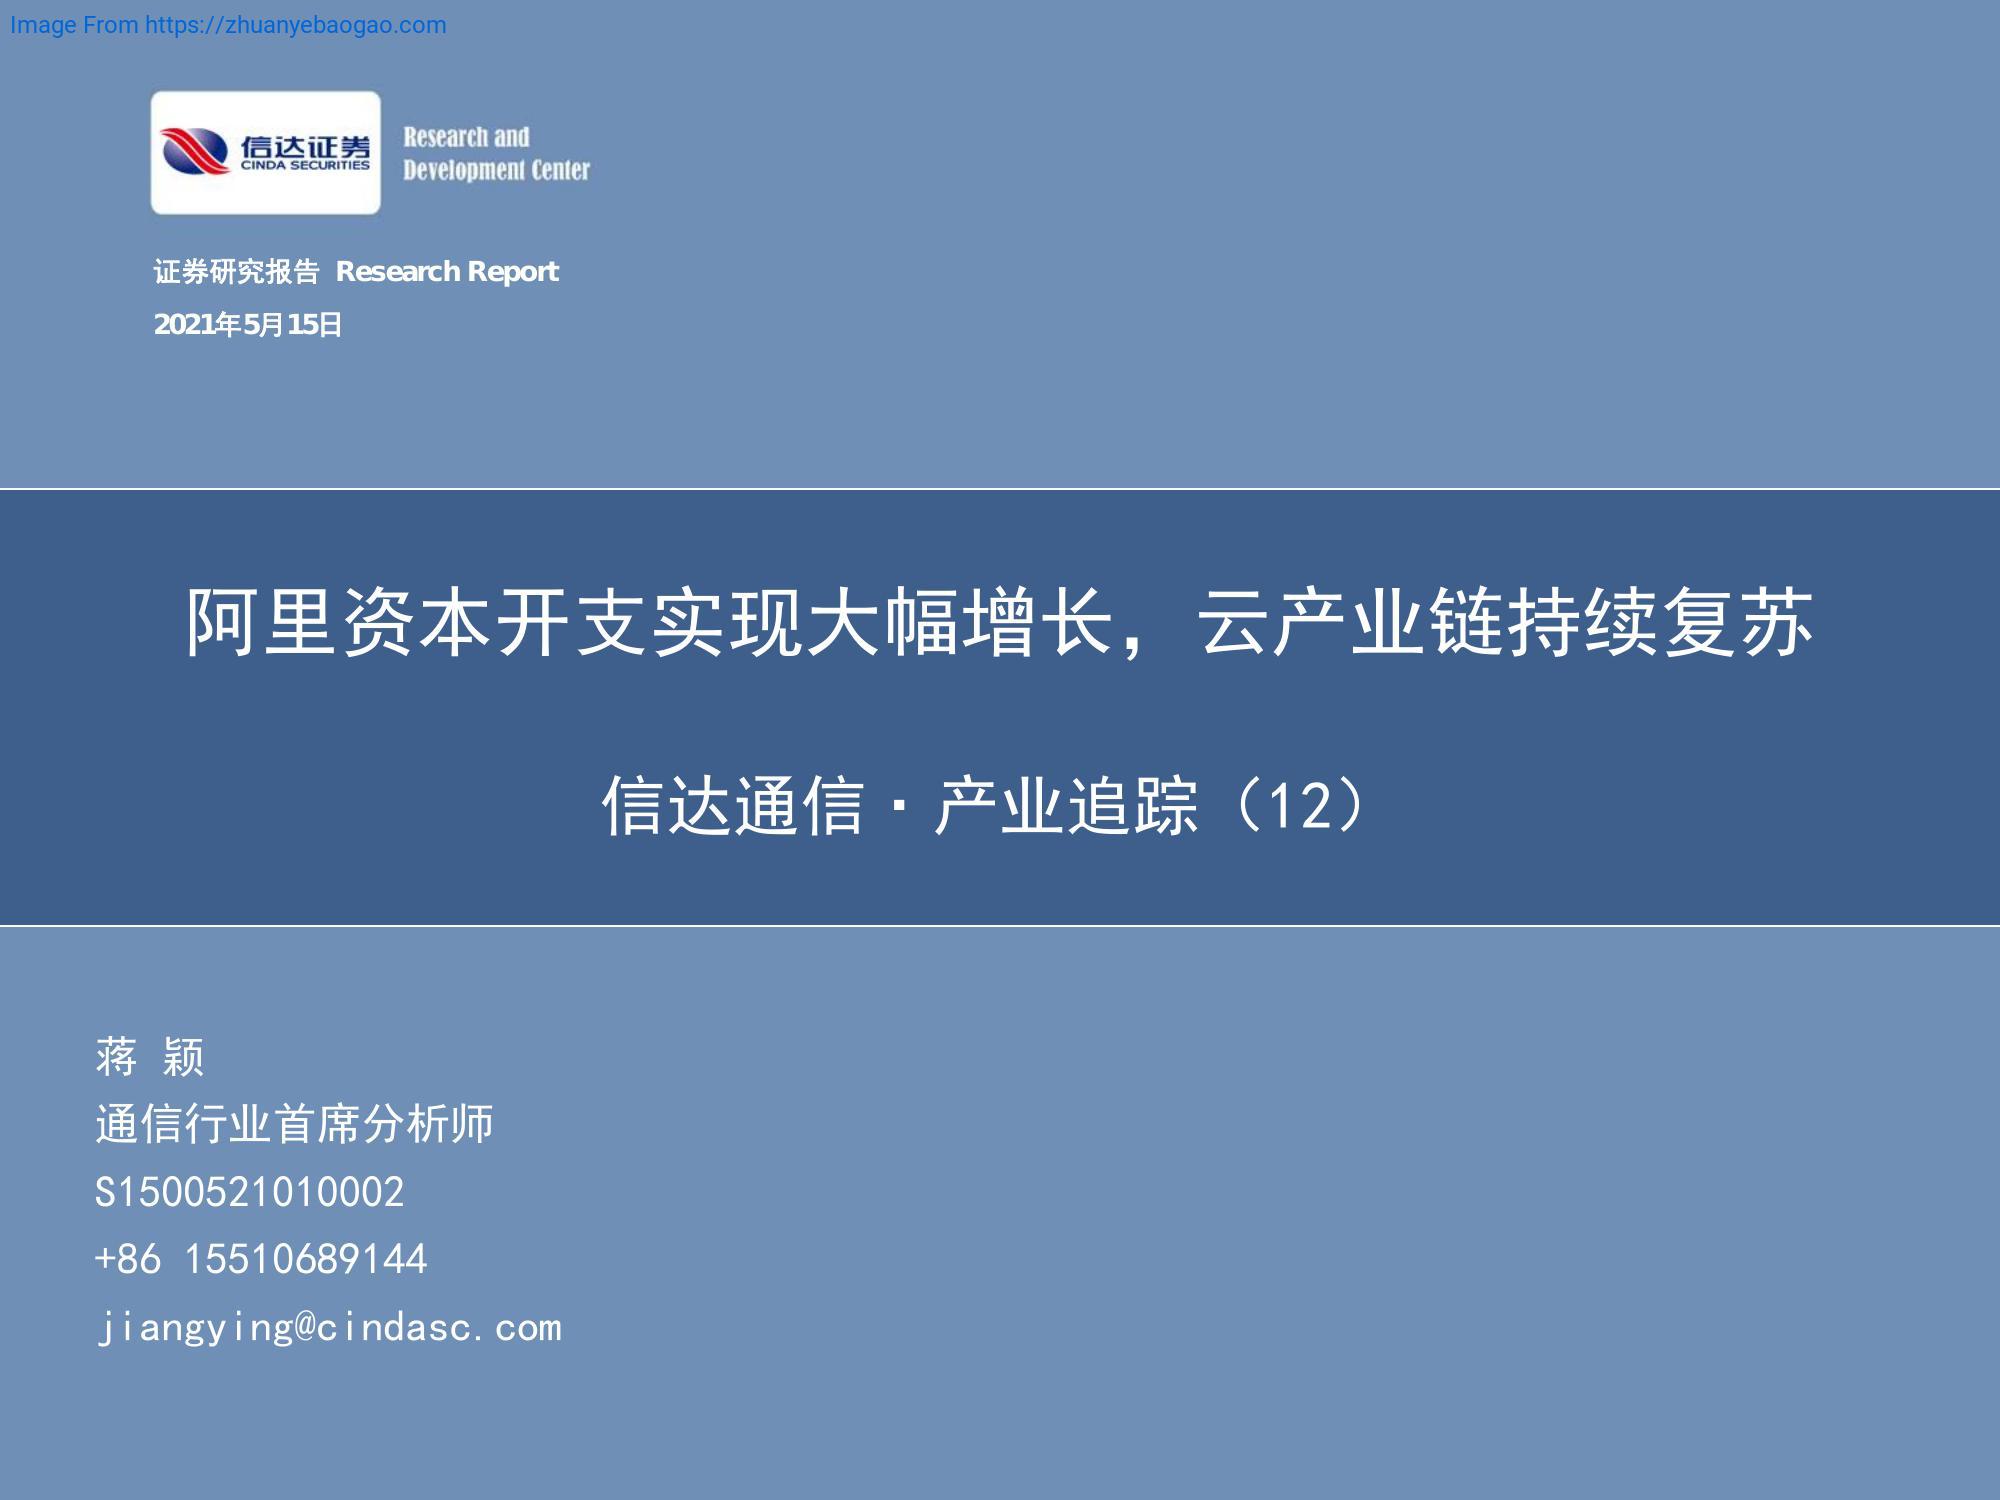 Image From https://zhuanyebaogao.com
信达证券
CINDA SECURITIES
Research and
Development Center
证券研究报告 Research Report
2021年5月15日
阿里资本开支实现大幅增长，云产业链持续复苏
信达通信·产业追踪（12）
蒋 颖
通信行业首席分析师
S1500521010002
+86 15510689144
jiangying@cindasc.com